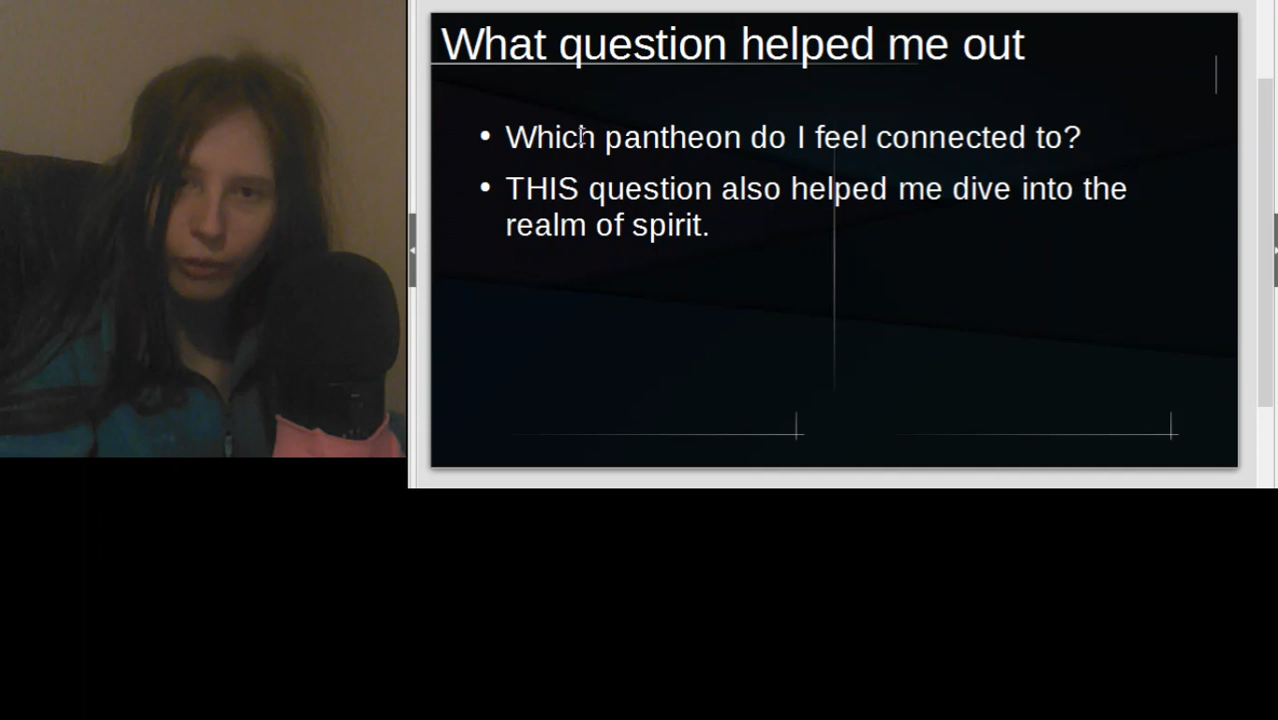 What question helped me out
• Which pantheon do I feel connected to?
• THIS question also helped me dive into the
realm of spirit.